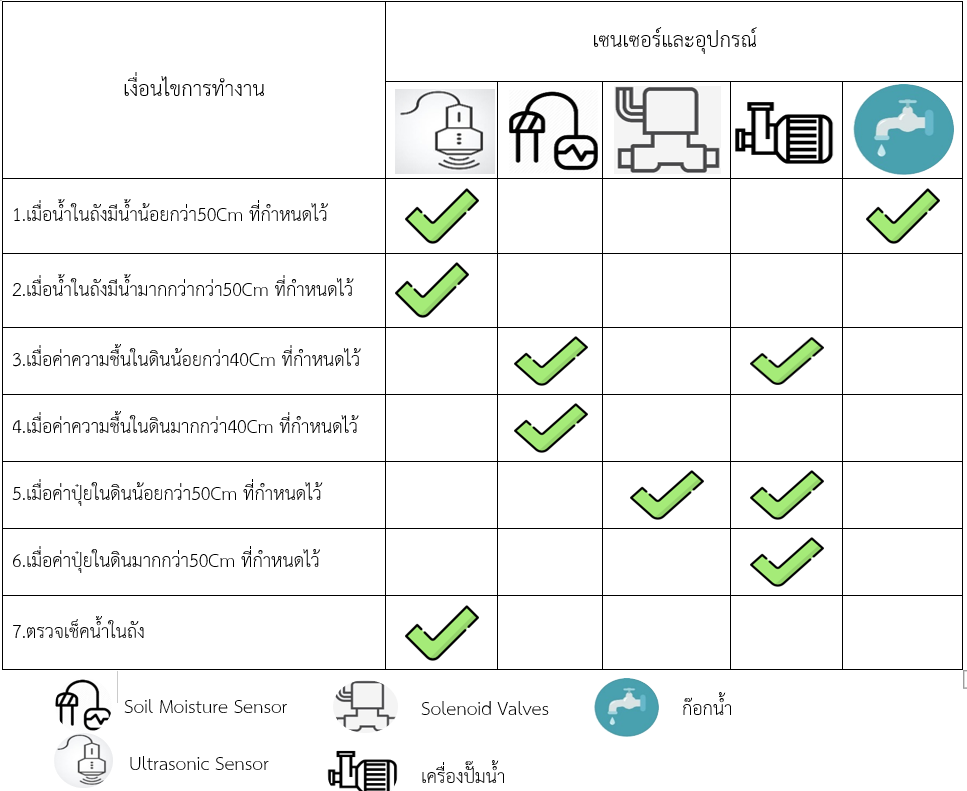 เซนเซอร์และอุปกรณ์
เงื่อนไขการทำงาน
1.เมื่อน้ำในถังมีน้ำน้อยกว่า50Cm ที่กำหนดไว้
2.เมื่อน้ำในถังมีน้ำมากกว่ากว่า50Cm ที่กำหนดไว้
3.เมื่อค่าความชื้นในดินน้อยกว่า40Cm ที่กำหนดไว้
4.เมื่อค่าความชื้นในดินมากกว่า40Cm ที่กำหนดไว้
5.เมื่อค่าปุ๋ยในดินน้อยกว่า50Cm ที่กำหนดไว้
6.เมื่อค่าปุ๋ยในดินมากกว่า50Cm ที่กำหนดไว้
7.ตรวจเช็คน้ำในถัง
Soil Moisture Sensor
Solenoid Valves
ก๊อกน้ำ
Ultrasonic Sensor
เครื่องปั๊มน้ำ